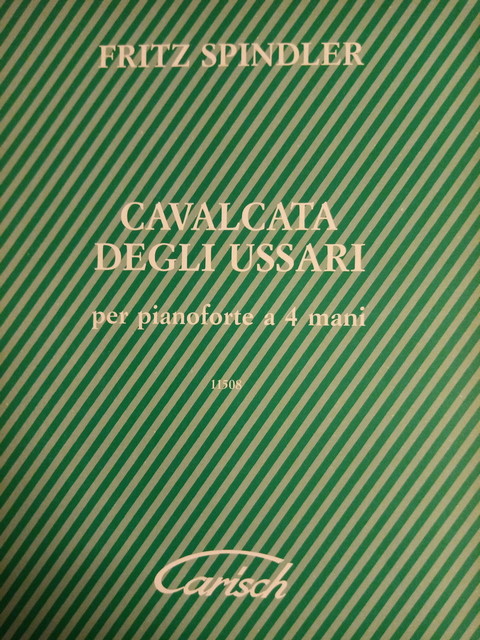 FRITZ SPINDLER
CAVALCATA
DEGLI USSARI
per pianoforte a 4 mani
11508
Carisch